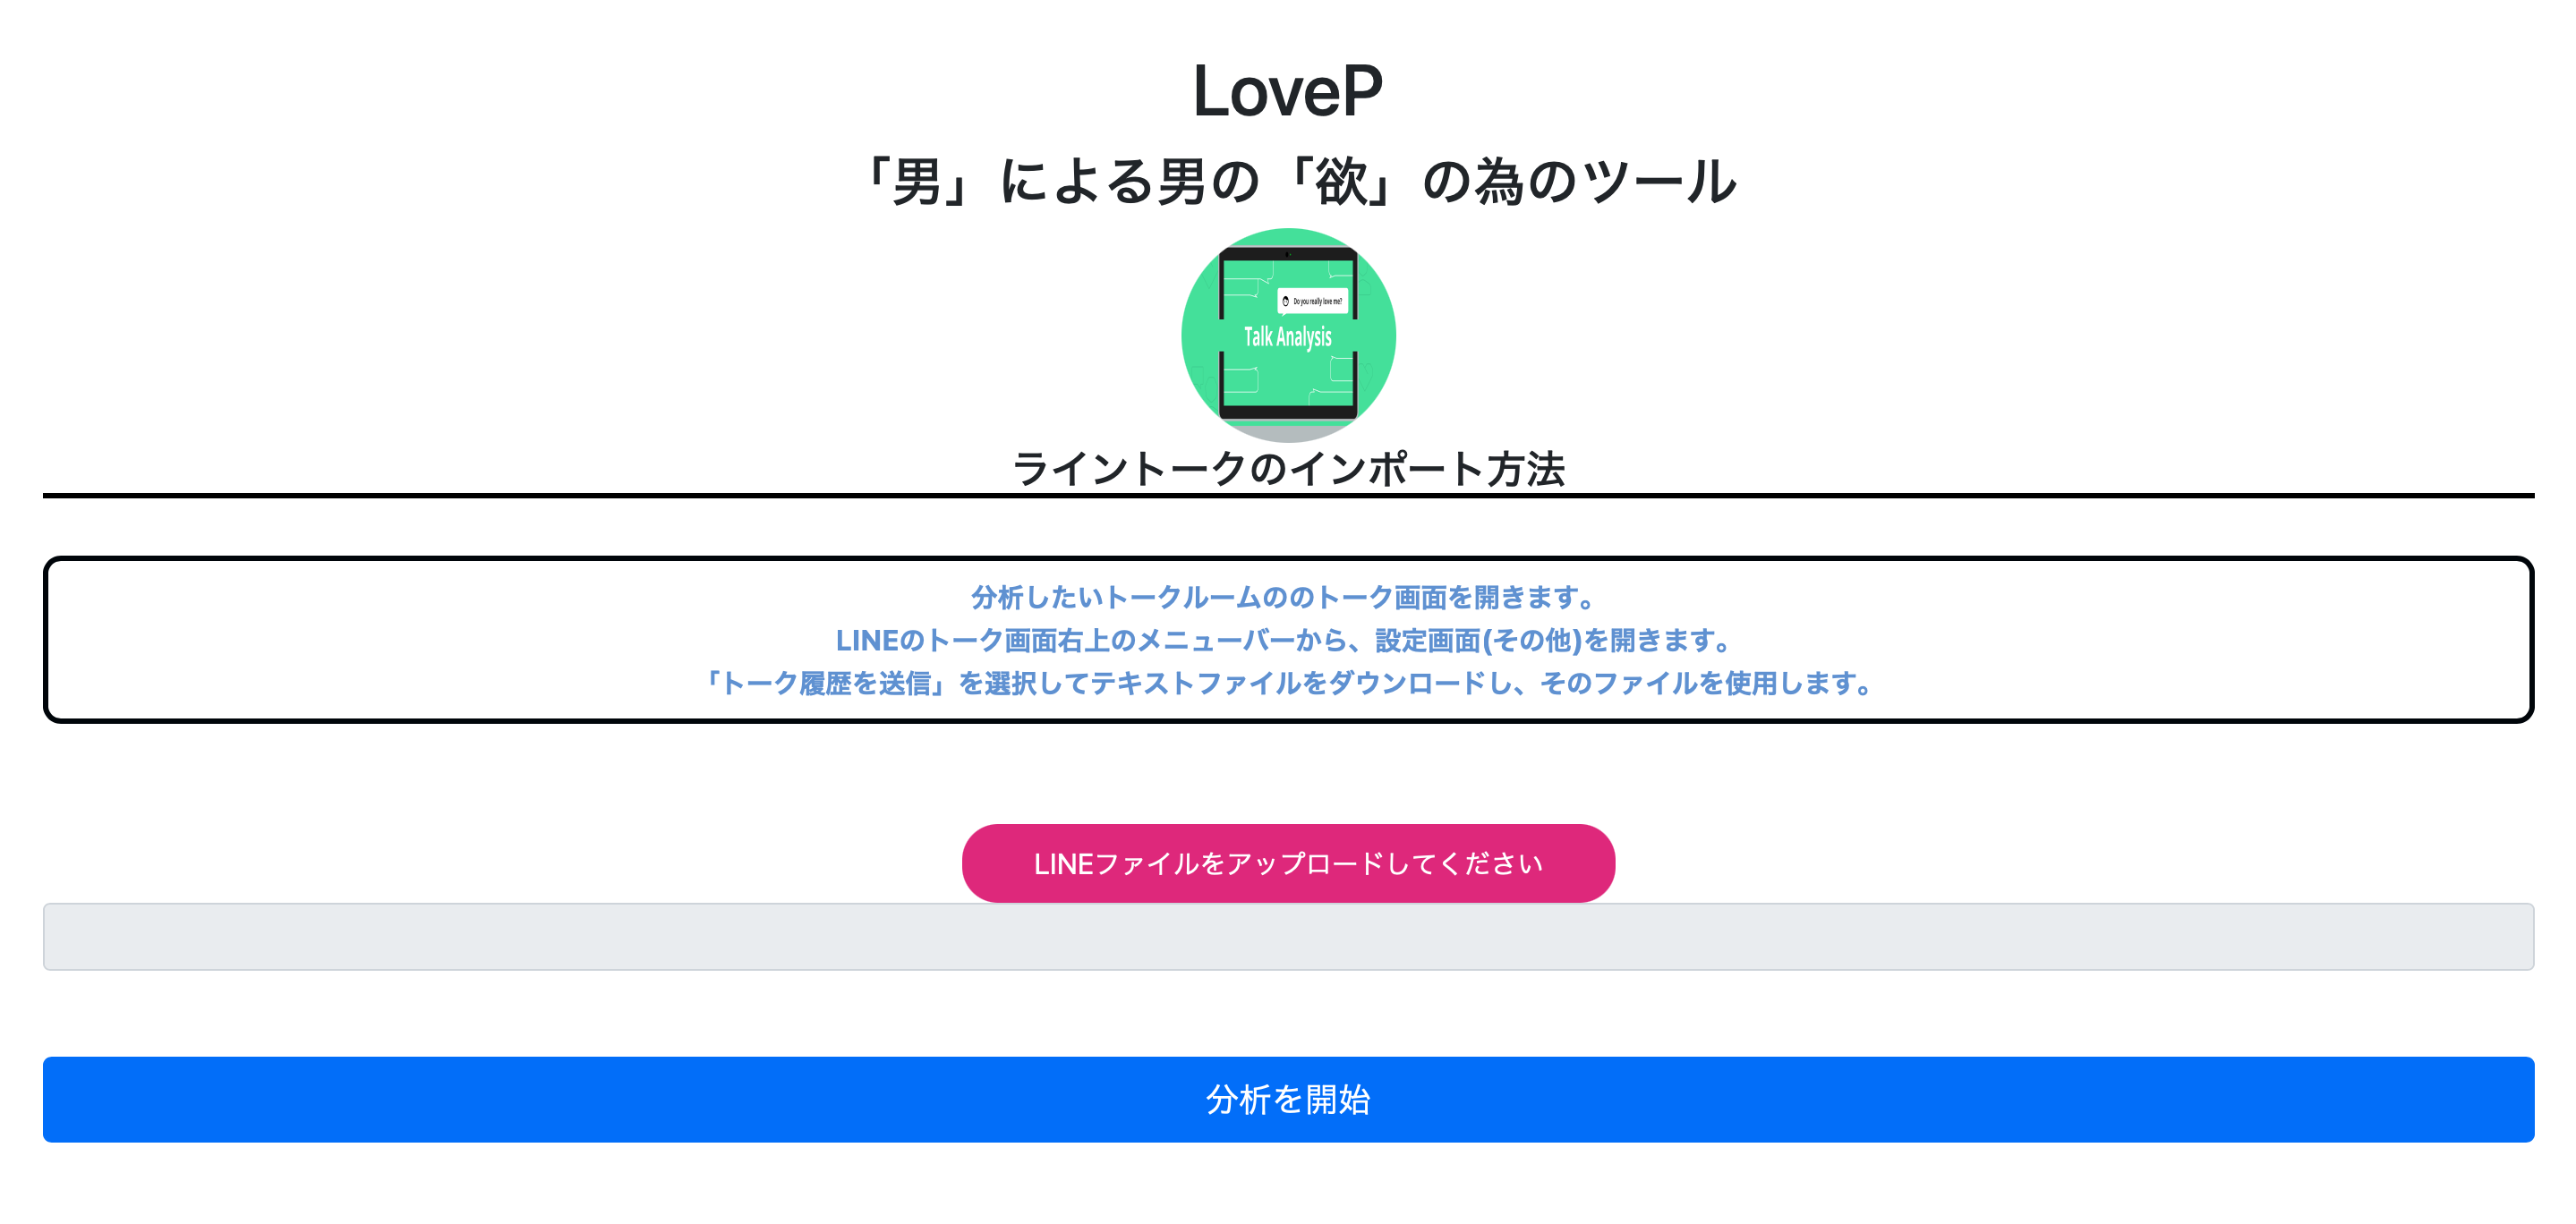 LoveP
「男」による男の「欲」の為のツール
Do you really love me?
Talk Analysis
ライントークのインポート方法
分析したいトークルームののトーク画面を開きます。
LINEのトーク画面右上のメニューバーから、設定画面(その他)を開きます。
「トーク履歴を送信」を選択してテキストファイルをダウンロードし、そのファイルを使用します。
LINEファイルをアップロードしてください
分析を開始